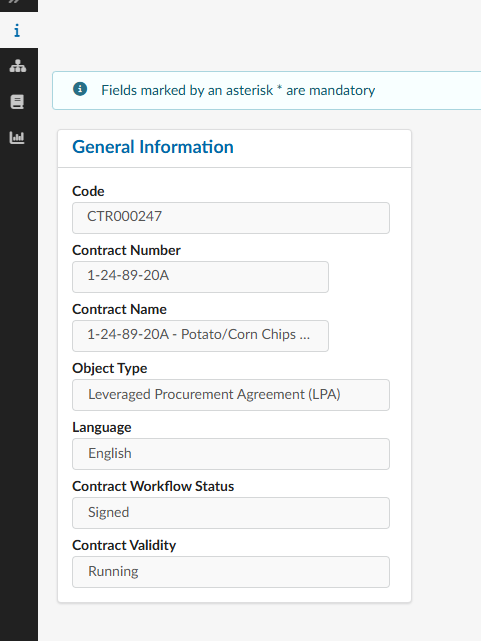 Fields marked by an asterisk * are mandatory
General Information
Code
CTR000247
Contract Number
1-24-89-20A
Contract Name
1-24-89-20A - Potato/Corn Chips ...
Object Type
Leveraged Procurement Agreement (LPA)
Language
English
Contract Workflow Status
Signed
Contract Validity
Running